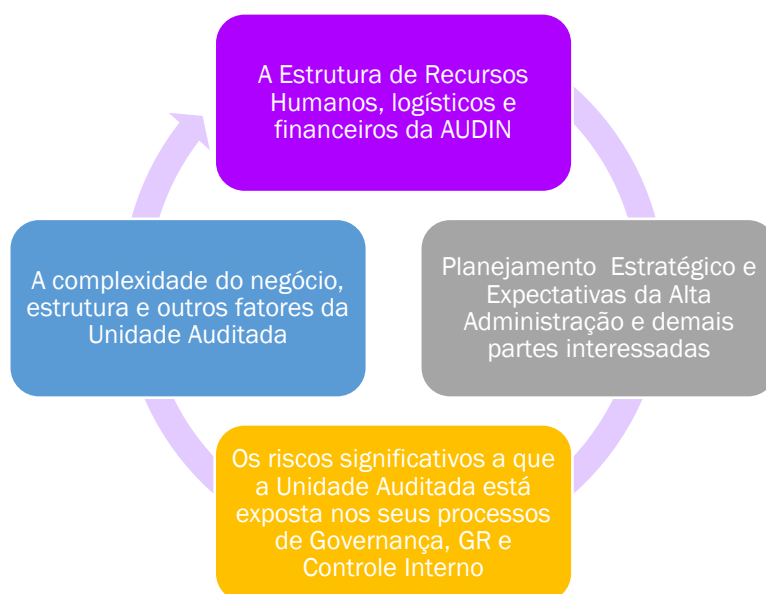 A Estrutura de Recursos
Humanos, logísticos e
financeiros da AUDIN
Planejamento Estratégico e
Expectativas da Alta
Administração e demais
partes interessadas
Os riscos significativos a que
a Unidade Auditada está
exposta nos seus processos
de Governança, GR e
Controle Interno
A complexidade do negócio,
estrutura e outros fatores da
Unidade Auditada